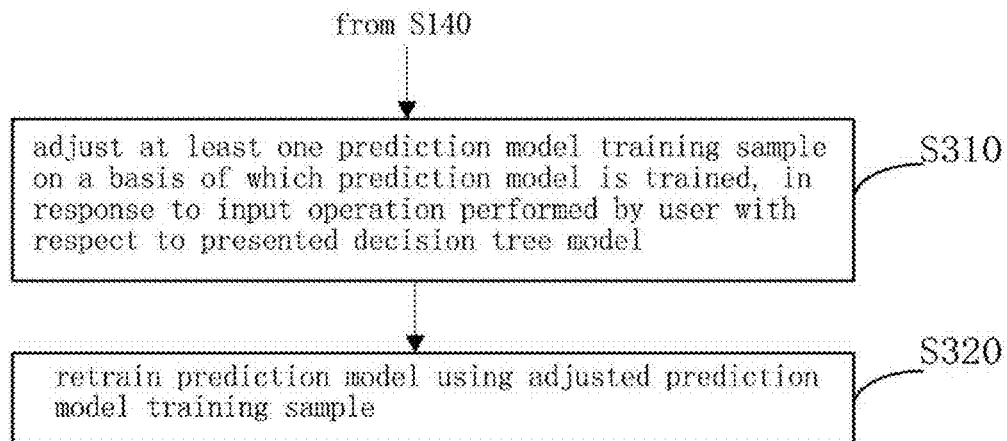 from S140
adjust at least one prediction model training sample
on a basis of which prediction model is trained, in
response to input operation performed by user with
respect to presented decision tree model
S310
retrain prediction model using adjusted prediction
model training sample
S320